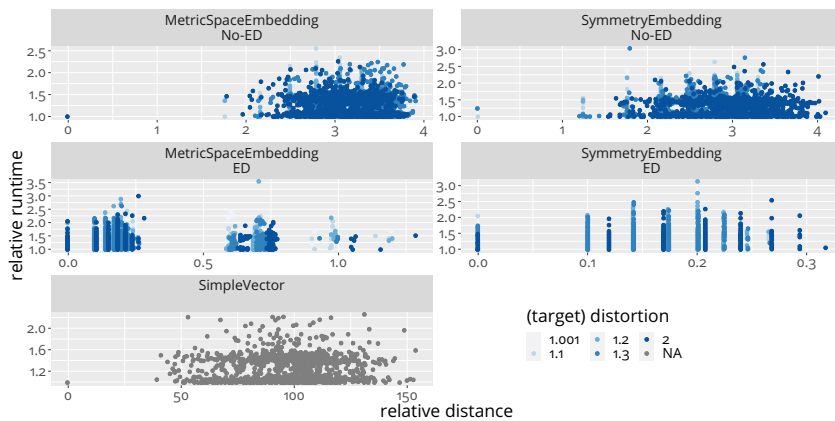 MetricSpaceEmbedding
No-ED
SymmetryEmbedding
No-ED
2.5
2.0
1.5
1.0
0 1 2 3 4
3.0
2.5
2.0
1.5
1.0
0 1 2 3 4
MetricSpaceEmbedding
ED
SymmetryEmbedding
ED
3.5
3.0
2.5
2.0
1.5
1.0
0.0 0.5 1.0
3.0
2.5
2.0
1.5
1.0
0.0 0.1 0.2 0.3
SimpleVector
2.0
1.6
1.2
0 50 100 150
relative runtime
relative distance
(target) distortion
1.001 1.2 2
1.1 1.3 NA